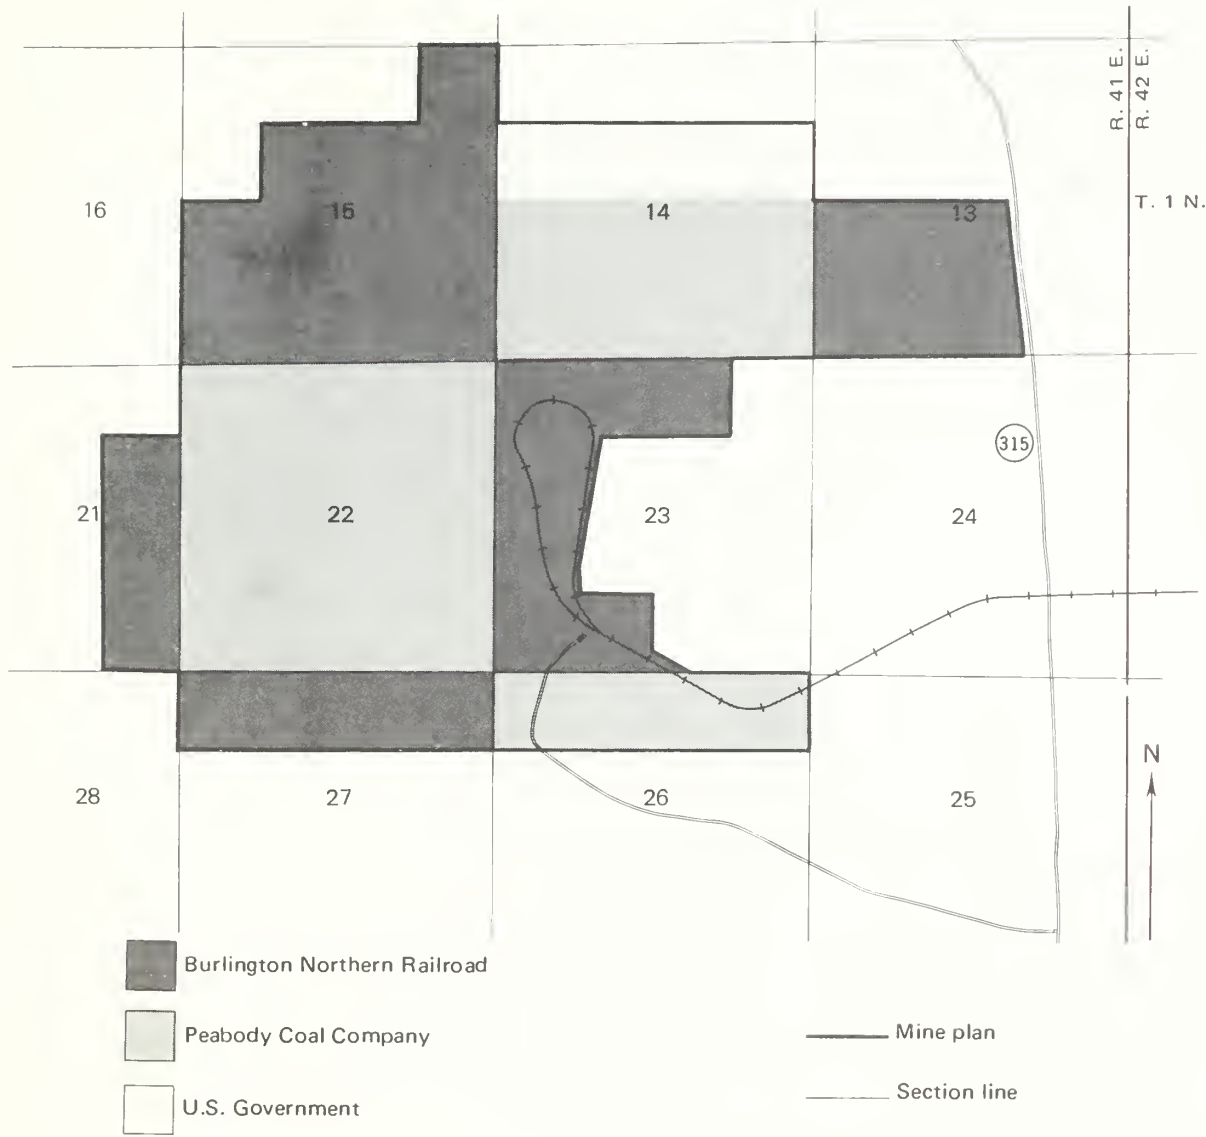 R. 41 E.
R. 42 E.
16
15
14
13
T. 1 N.
315
21
22
23
24
N
28
27
26
25
Burlington Northern Railroad
Peabody Coal Company
Mine plan
U.S. Government
Section line